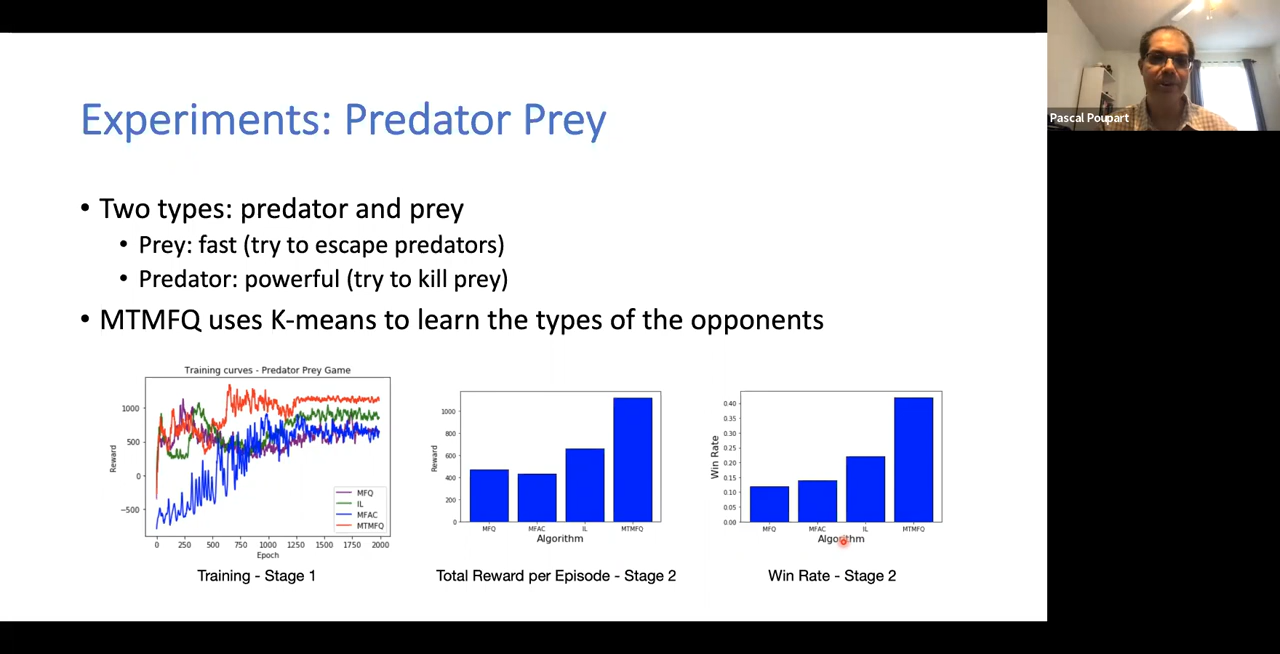 Experiments: Predator Prey
Pascal Poupart
• Two types: predator and prey
• Prey: fast (try to escape predators)
• Predator: powerful (try to kill prey)
• MTMFQ uses K-means to learn the types of the opponents
Training curves - Predator Prey Game
Reward
1000
500
0
−500
MFQ
IL
MFAC
MTMFQ
0 250 500 750 1000 1250 1500 1750 2000
Epoch
Training - Stage 1
Reward
1000
800
600
400
200
0
MFQ MFAC IL MTMFQ
Algorithm
Total Reward per Episode - Stage 2
Win Rate
0.40
0.35
0.30
0.25
0.20
0.15
0.10
0.05
0.00
MFQ MFAC IL MTMFQ
Algorithm
Win Rate - Stage 2